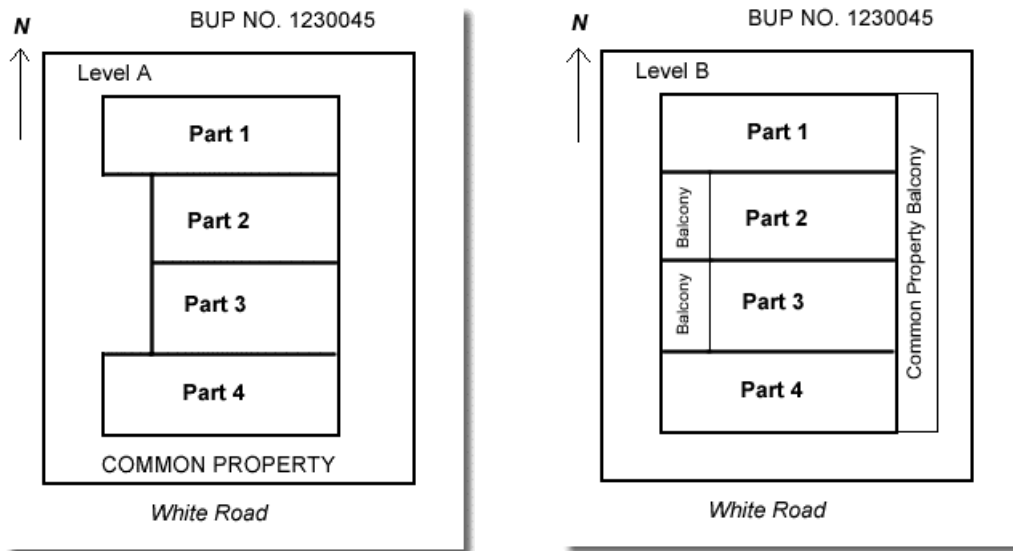 N
BUP NO. 1230045
Level A
Part 1
Part 2
Part 3
Part 4
COMMON PROPERTY
White Road
N
BUP NO. 1230045
Level B
Part 1
Balcony
Part 2
Balcony
Part 3
Part 4
Common Property Balcony
White Road